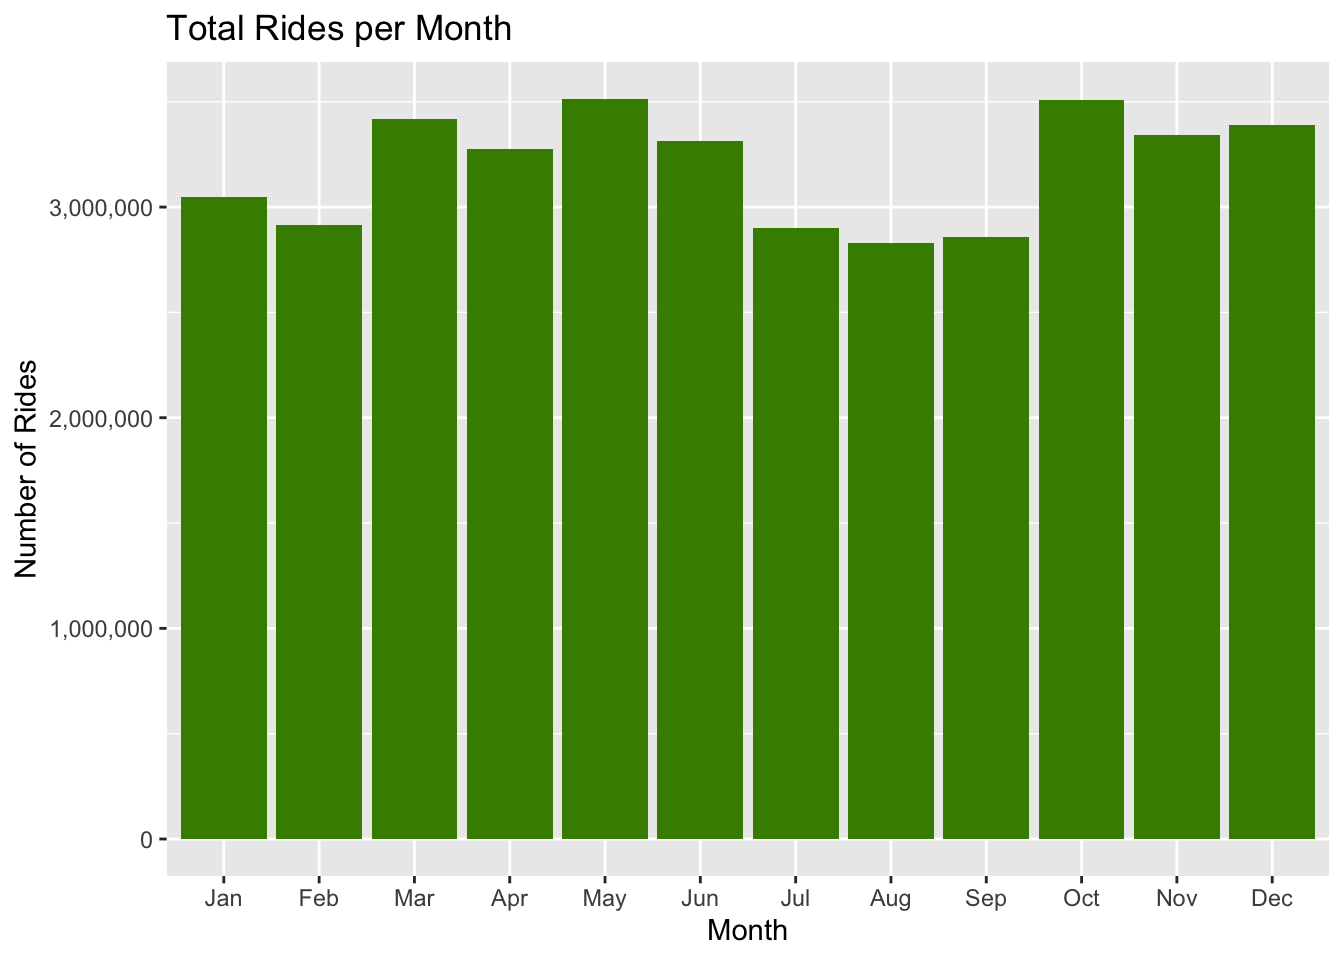 Total Rides per Month
Number of Rides
3,000,000
2,000,000
1,000,000
0
Jan Feb Mar Apr May Jun Jul Aug Sep Oct Nov Dec
Month